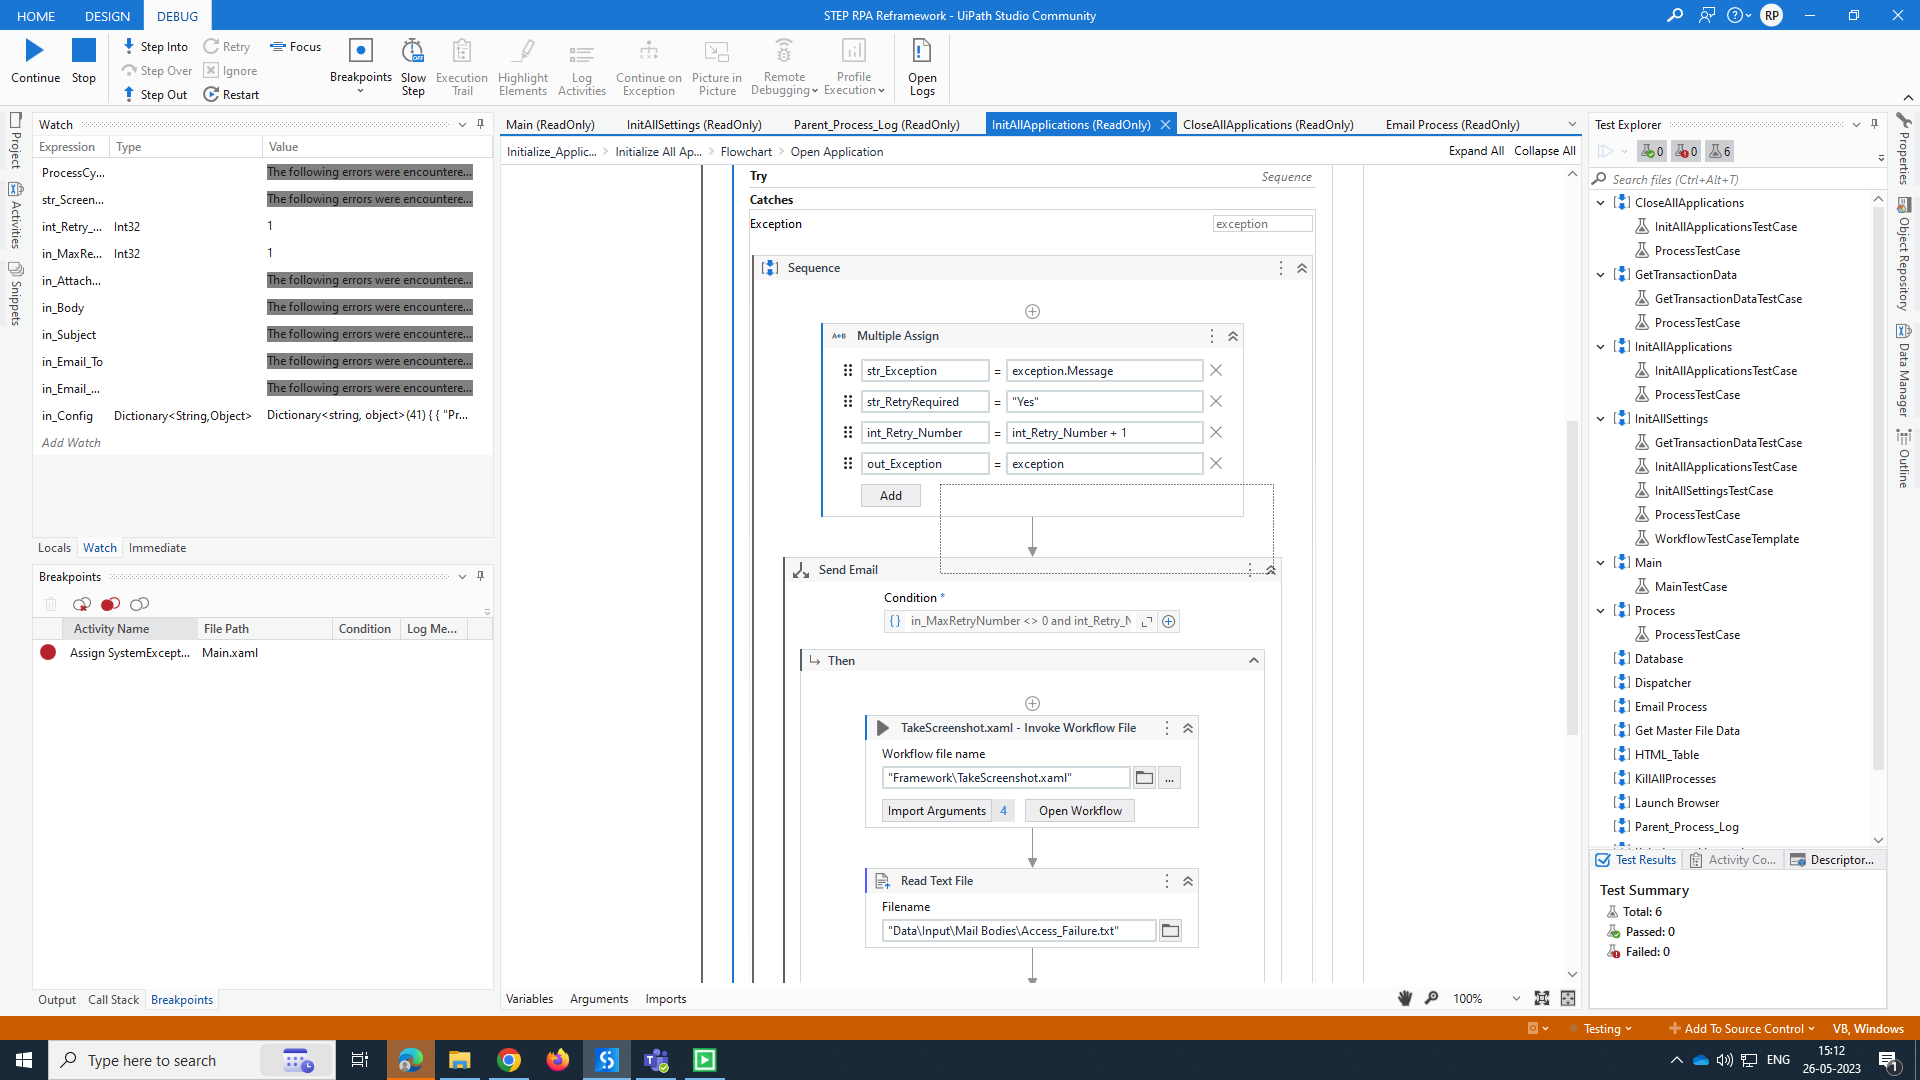 HOME DESIGN DEBUG STEP RPA Reframework - UiPath Studio Community RP
Continue
Stop
Step Into
Step Over
Step Out
Retry
Ignore
Restart
Focus
Breakpoints
Slow Step
Execution Trail
Highlight Elements
Log Activities
Continue on Exception
Picture in Picture
Remote Debugging
Profile Execution
Open Logs
Project
Activities
Snippets
Watch
Expression Type Value
ProcessCy... The following errors were encountere...
str_Screen... The following errors were encountere...
int_Retry_... Int32 1
in_MaxRe... Int32 1
in_Attach... The following errors were encountere...
in_Body The following errors were encountere...
in_Subject The following errors were encountere...
in_Email_To The following errors were encountere...
in_Email_... The following errors were encountere...
in_Config Dictionary<String,Object> Dictionary<string, object>(41) { { "Pr...
Add Watch
Locals Watch Immediate
Breakpoints
Activity Name File Path Condition Log Me...
Assign SystemExcept... Main.xaml
Output Call Stack Breakpoints
Main (ReadOnly) InitAllSettings (ReadOnly) Parent_Process_Log (ReadOnly) InitAllApplications (ReadOnly) CloseAllApplications (ReadOnly) Email Process (ReadOnly)
Initialize_Applic... Initialize All Ap... Flowchart Open Application Expand All Collapse All
Try Sequence
Catches
Exception exception
Sequence
A+B Multiple Assign
str_Exception = exception.Message
str_RetryRequired = "Yes"
int_Retry_Number = int_Retry_Number + 1
out_Exception = exception
Add
Send Email
Condition *
{} in_MaxRetryNumber <> 0 and int_Retry_N
Then
TakeScreenshot.xaml - Invoke Workflow File
Workflow file name
"Framework\TakeScreenshot.xaml" ...
Import Arguments 4 Open Workflow
Read Text File
Filename
"Data\Input\Mail Bodies\Access_Failure.txt"
Variables Arguments Imports 100%
Test Explorer
0 0 6
Search files (Ctrl+Alt+T)
CloseAllApplications
InitAllApplicationsTestCase
ProcessTestCase
GetTransactionData
GetTransactionDataTestCase
ProcessTestCase
InitAllApplications
InitAllApplicationsTestCase
ProcessTestCase
InitAllSettings
GetTransactionDataTestCase
InitAllApplicationsTestCase
InitAllSettingsTestCase
ProcessTestCase
WorkflowTestCaseTemplate
Main
MainTestCase
Process
ProcessTestCase
Database
Dispatcher
Email Process
Get Master File Data
HTML_Table
KillAllProcesses
Launch Browser
Parent_Process_Log
Test Results Activity Co... Descriptor...
Test Summary
Total: 6
Passed: 0
Failed: 0
Properties
Object Repository
Data Manager
Outline
Testing Add To Source Control VB, Windows
Type here to search
ENG
15:12
26-05-2023
1